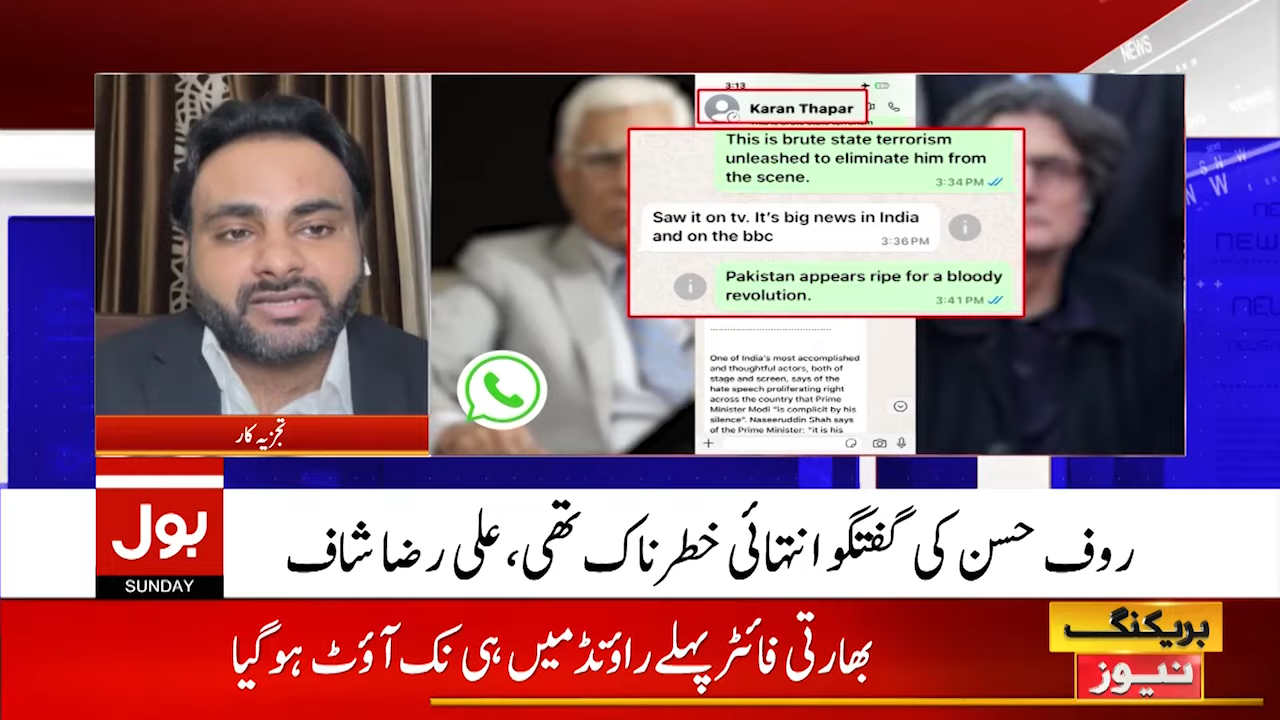 NEWS
3:13
Karan Thapar
This is brute state terrorism
unleashed to eliminate him from
the scene.
3:34 PM
Saw it on tv. It's big news in India
and on the bbc
3:36 PM
Pakistan appears ripe for a bloody
revolution.
3:41 PM
One of India's most accomplished
and thoughtful actors, both of
stage and screen, says of the
hate speech proliferating right
across the country that Prime
Minister Modi "is complicit by his
silence". Naseeruddin Shah says
of the Prime Minister: "it is his
تجزیہ کار
بول
SUNDAY
روف حسن کی گفتگو انتہائی خطرناک تھی، علی رضا شاف
بریکنگ
نیوز
بھارتی فائٹر پہلے راؤنڈ میں ہی نک آؤٹ ہوگیا